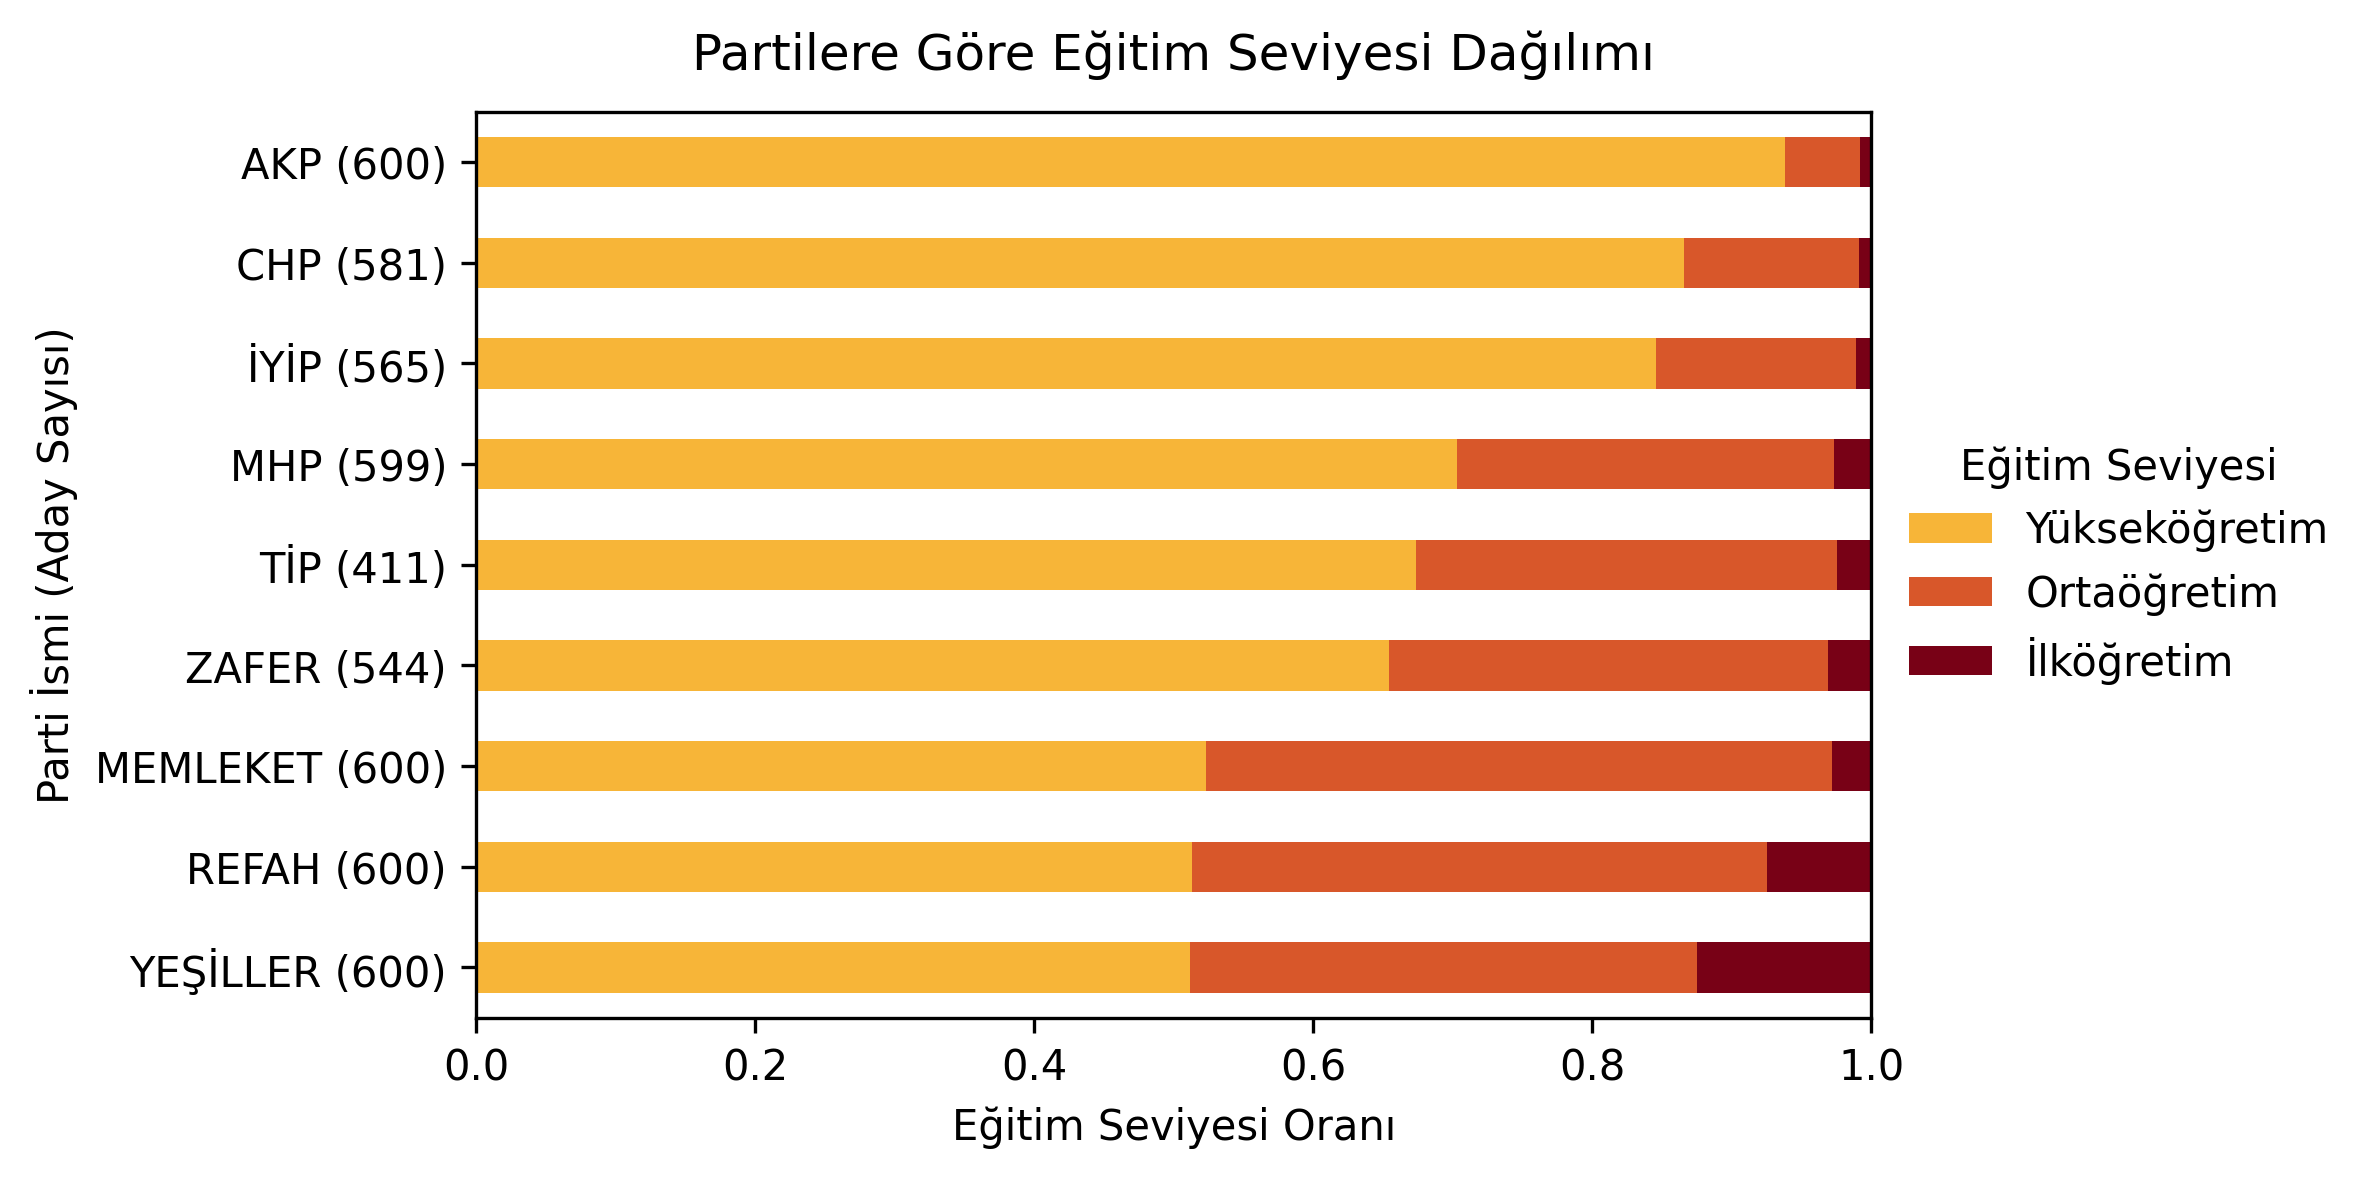 Partilere Göre Eğitim Seviyesi Dağılımı
Parti İsmi (Aday Sayısı)
AKP (600)
CHP (581)
İYİP (565)
MHP (599)
TİP (411)
ZAFER (544)
MEMLEKET (600)
REFAH (600)
YEŞİLLER (600)
0.0 0.2 0.4 0.6 0.8 1.0
Eğitim Seviyesi Oranı
Eğitim Seviyesi
Yükseköğretim
Ortaöğretim
İlköğretim